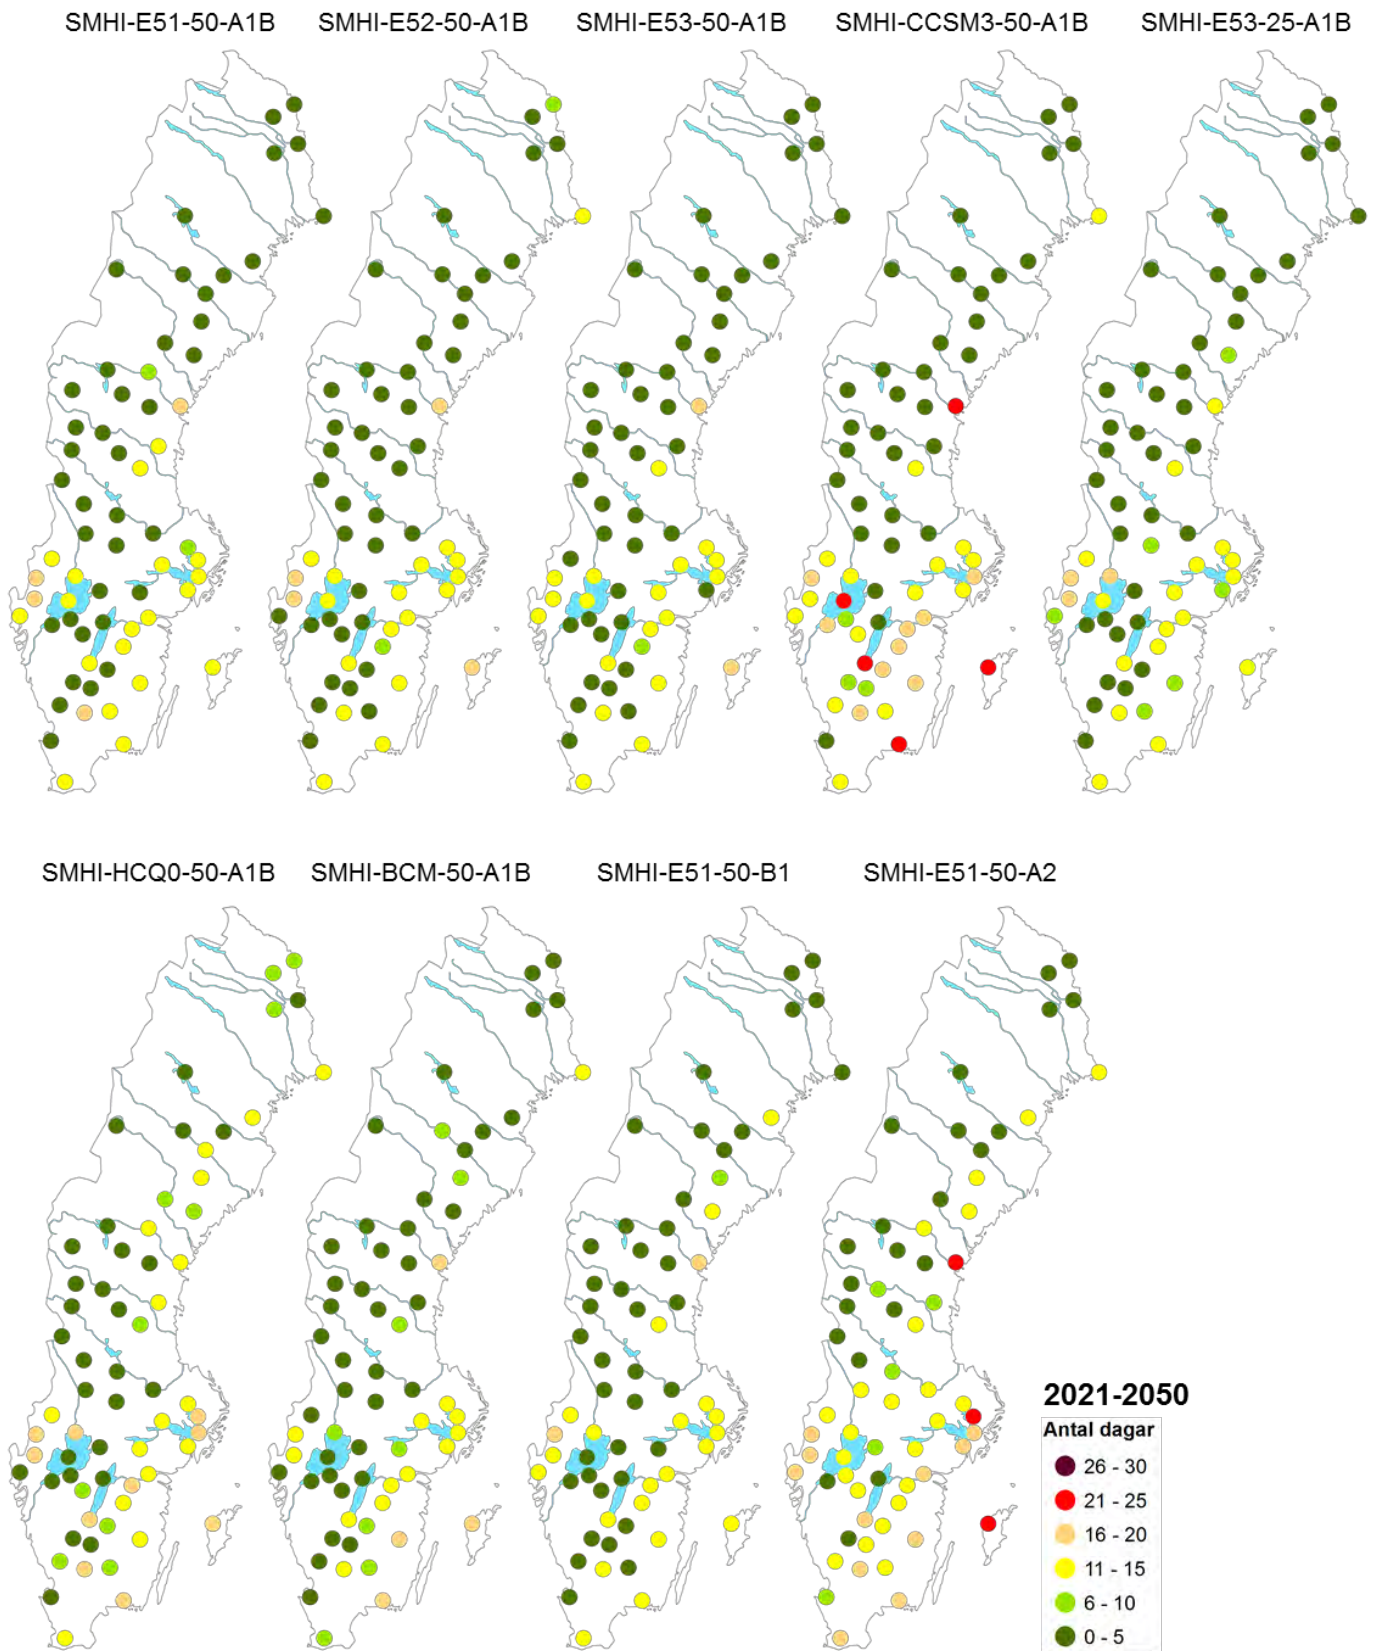 SMHI-E51-50-A1B SMHI-E52-50-A1B SMHI-E53-50-A1B SMHI-CCSM3-50-A1B SMHI-E53-25-A1B
SMHI-HCQ0-50-A1B SMHI-BCM-50-A1B SMHI-E51-50-B1 SMHI-E51-50-A2
2021-2050
Antal dagar
26 - 30
21 - 25
16 - 20
11 - 15
6 - 10
0 - 5